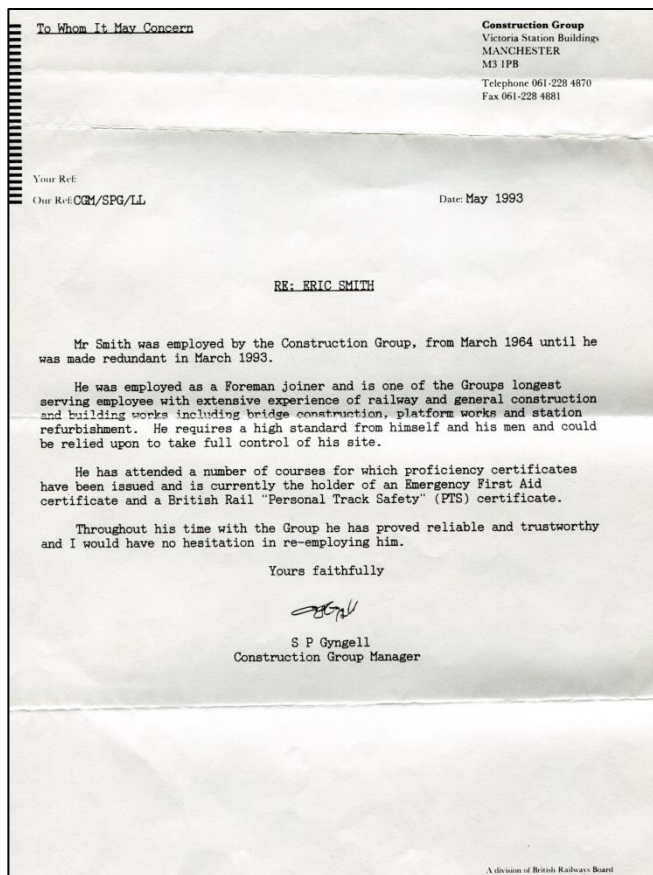 To Whom It May Concern
Construction Group
Victoria Station Buildings
MANCHESTER
M3 1PB
Telephone 061-228 4870
Fax 061-228 4881
Your Ref:
Our Ref: CGM/SPG/LL
Date: May 1993
RE: ERIC SMITH
Mr Smith was employed by the Construction Group, from March 1964 until he
was made redundant in March 1993.
He was employed as a Foreman joiner and is one of the Groups longest
serving employee with extensive experience of railway and general construction
and building works including bridge construction, platform works and station
refurbishment. He requires a high standard from himself and his men and could
be relied upon to take full control of his site.
He has attended a number of courses for which proficiency certificates
have been issued and is currently the holder of an Emergency First Aid
certificate and a British Rail "Personal Track Safety" (PTS) certificate.
Throughout his time with the Group he has proved reliable and trustworthy
and I would have no hesitation in re-employing him.
Yours faithfully
S P Gyngell
Construction Group Manager
A division of British Railways Board